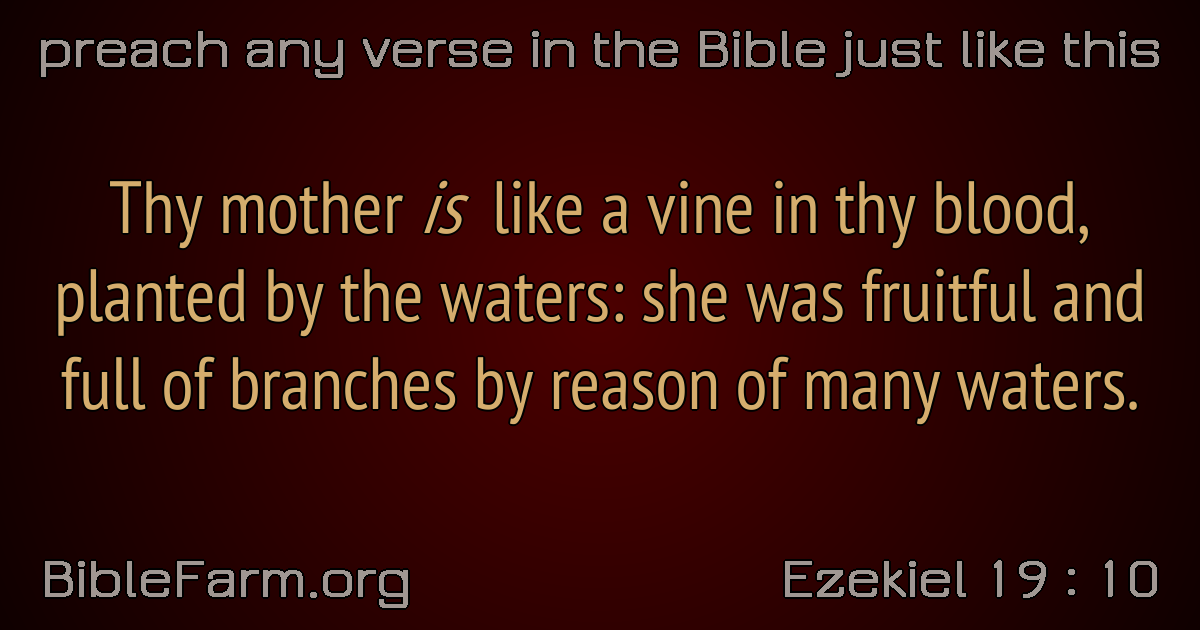 preach any verse in the Bible just like this
Thy mother is like a vine in thy blood,
planted by the waters: she was fruitful and
full of branches by reason of many waters.
BibleFarm.org
Ezekiel 19 : 10